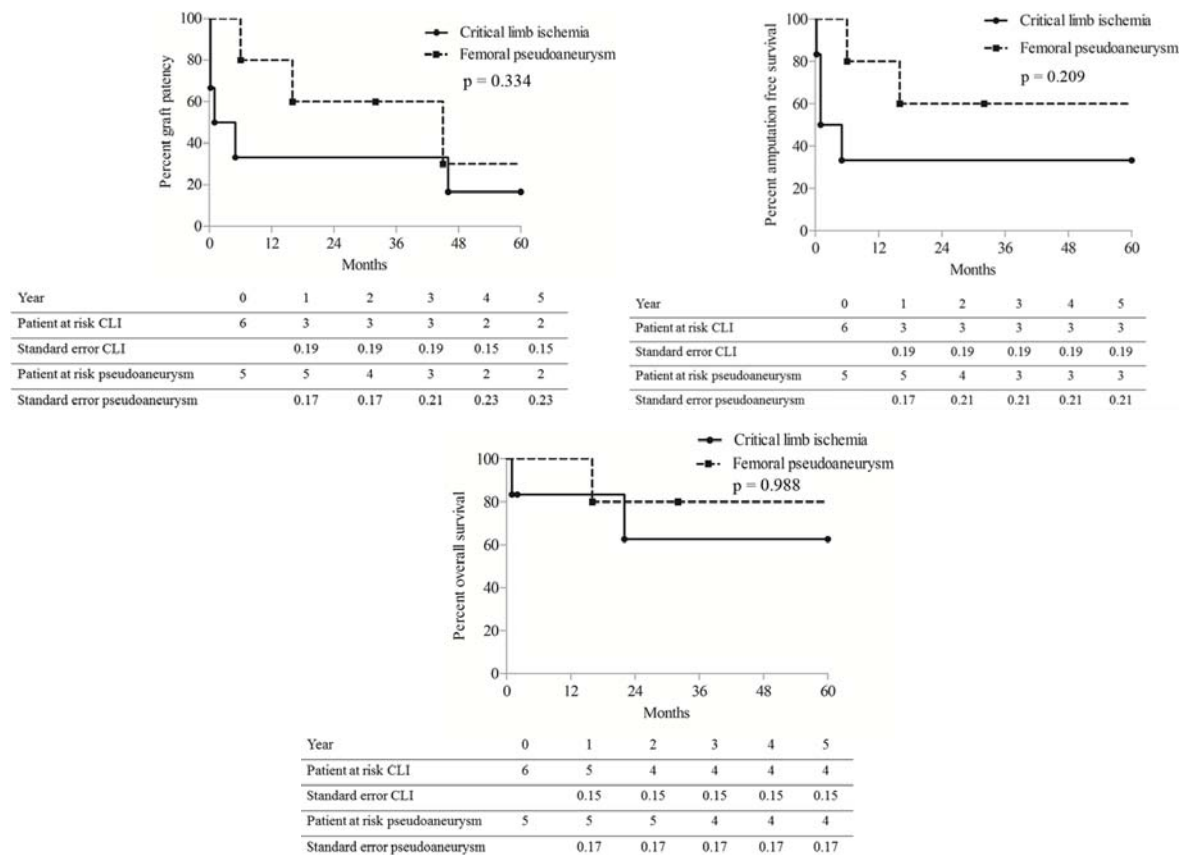 Critical limb ischemia
Femoral pseudoaneurysm
p = 0.334
Percent graft patency
100
80
60
40
20
0
0 12 24 36 48 60
Months
Year 0 1 2 3 4 5
Patient at risk CLI 6 3 3 3 2 2
Standard error CLI 0.19 0.19 0.19 0.15 0.15
Patient at risk pseudoaneurysm 5 5 4 3 2 2
Standard error pseudoaneurysm 0.17 0.17 0.21 0.23 0.23
Critical limb ischemia
Femoral pseudoaneurysm
p = 0.209
Percent amputation free survival
100
80
60
40
20
0
0 12 24 36 48 60
Months
Year 0 1 2 3 4 5
Patient at risk CLI 6 3 3 3 3 3
Standard error CLI 0.19 0.19 0.19 0.19 0.19
Patient at risk pseudoaneurysm 5 5 4 3 3 3
Standard error pseudoaneurysm 0.17 0.21 0.21 0.21 0.21
Critical limb ischemia
Femoral pseudoaneurysm
p = 0.988
Percent overall survival
100
80
60
40
20
0
0 12 24 36 48 60
Months
Year 0 1 2 3 4 5
Patient at risk CLI 6 5 4 4 4 4
Standard error CLI 0.15 0.15 0.15 0.15 0.15
Patient at risk pseudoaneurysm 5 5 5 4 4 4
Standard error pseudoaneurysm 0.17 0.17 0.17 0.17 0.17